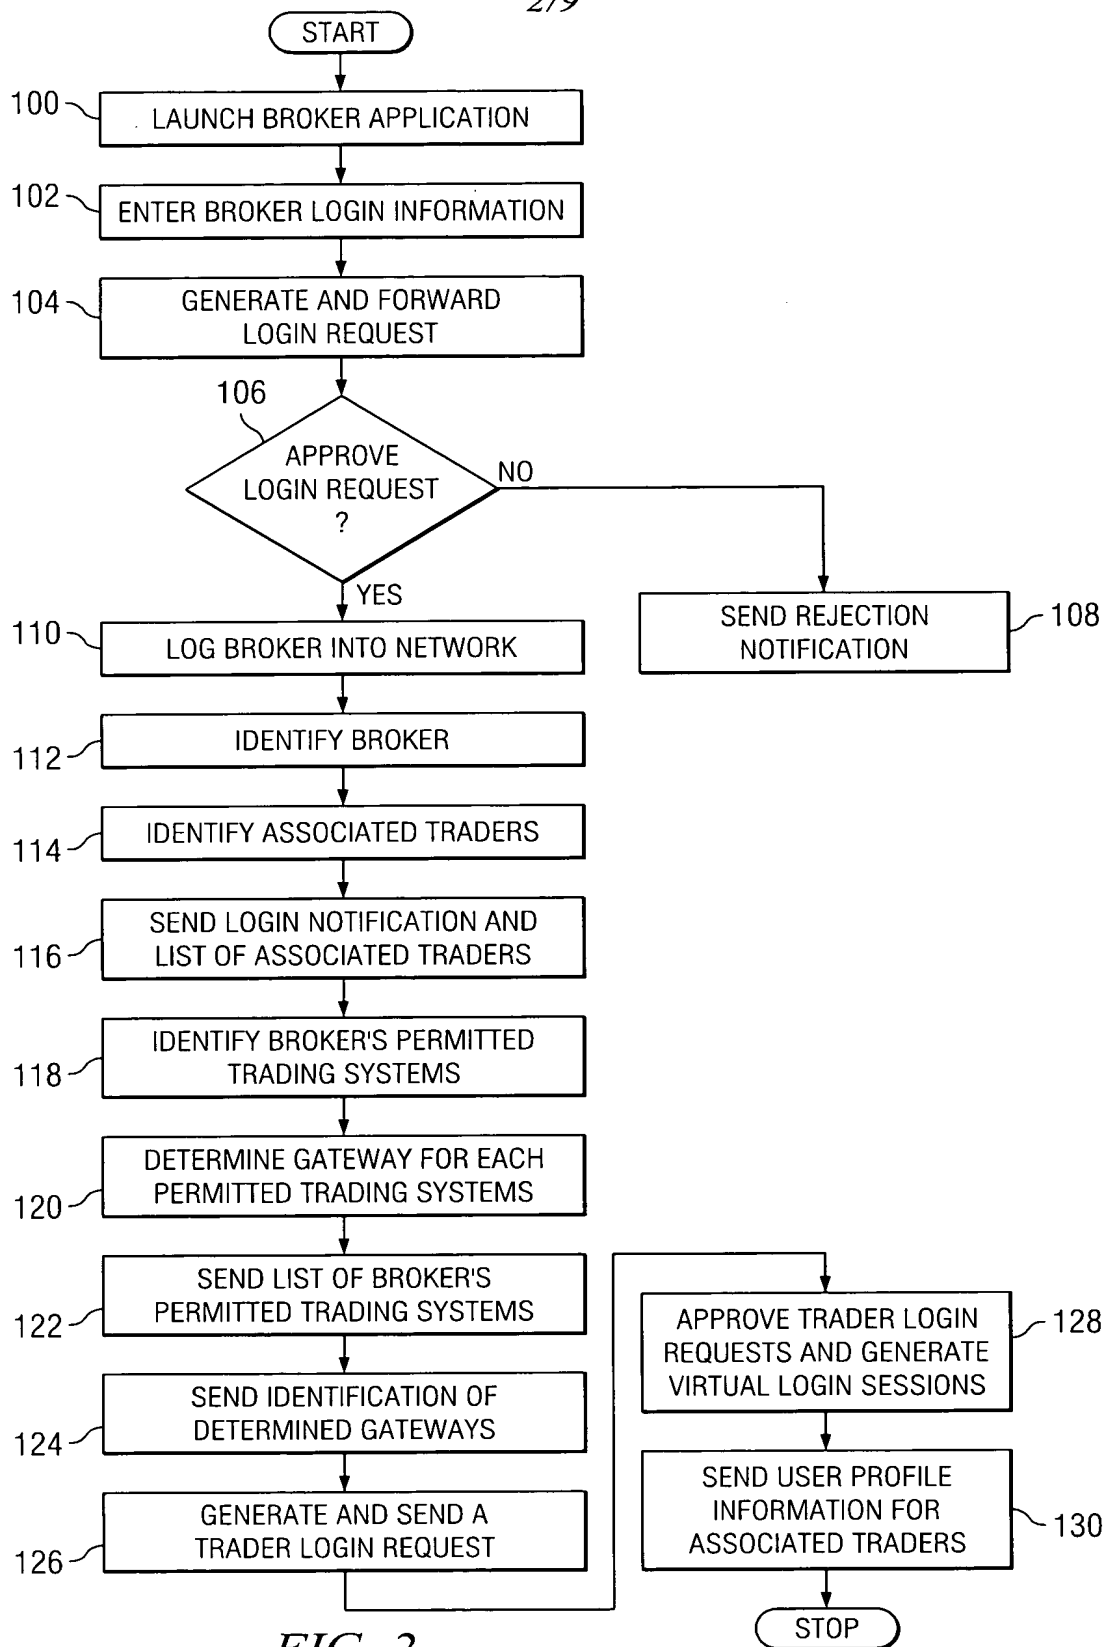 2/9
START
100
LAUNCH BROKER APPLICATION
102
ENTER BROKER LOGIN INFORMATION
104
GENERATE AND FORWARD
LOGIN REQUEST
106
APPROVE
LOGIN REQUEST
?
NO
YES
SEND REJECTION
NOTIFICATION
108
110
LOG BROKER INTO NETWORK
112
IDENTIFY BROKER
114
IDENTIFY ASSOCIATED TRADERS
116
SEND LOGIN NOTIFICATION AND
LIST OF ASSOCIATED TRADERS
118
IDENTIFY BROKER'S PERMITTED
TRADING SYSTEMS
120
DETERMINE GATEWAY FOR EACH
PERMITTED TRADING SYSTEMS
122
SEND LIST OF BROKER'S
PERMITTED TRADING SYSTEMS
124
SEND IDENTIFICATION OF
DETERMINED GATEWAYS
126
GENERATE AND SEND A
TRADER LOGIN REQUEST
APPROVE TRADER LOGIN
REQUESTS AND GENERATE
VIRTUAL LOGIN SESSIONS
128
SEND USER PROFILE
INFORMATION FOR
ASSOCIATED TRADERS
130
STOP
FIG. 2